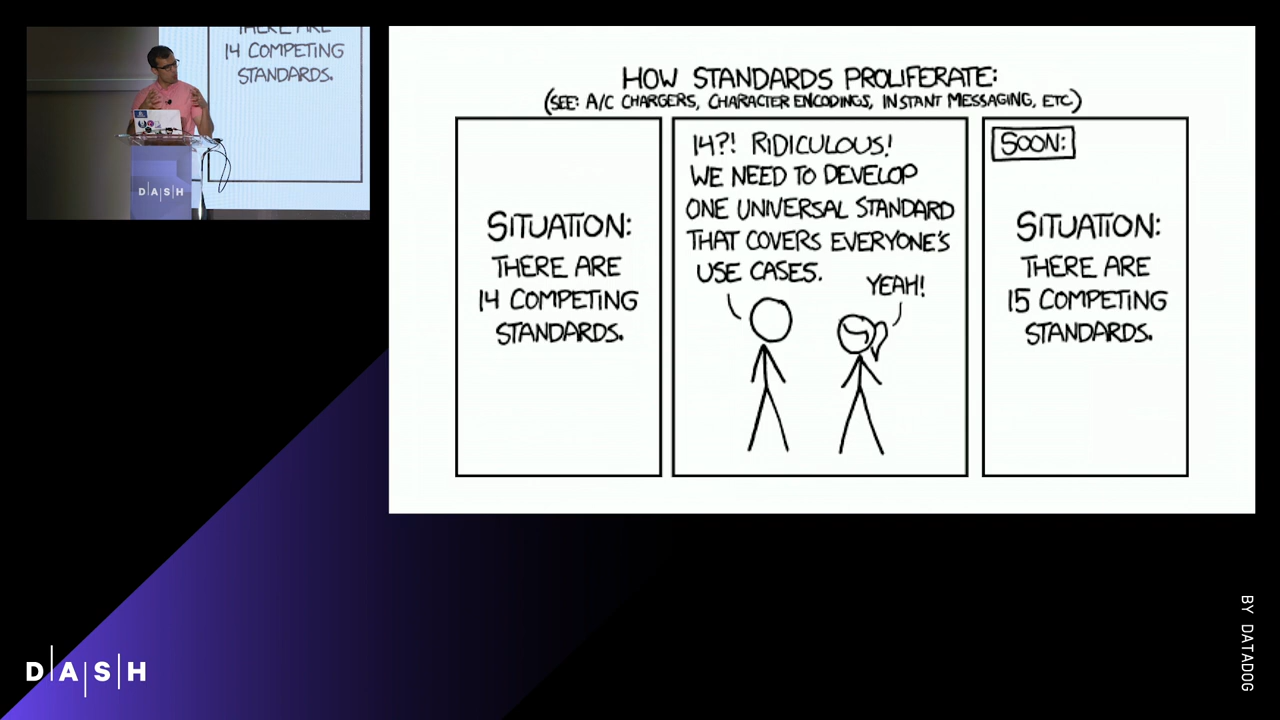 THERE ARE
14 COMPETING
STANDARDS.
D|A|S|H
HOW STANDARDS PROLIFERATE:
(SEE: A/C CHARGERS, CHARACTER ENCODINGS, INSTANT MESSAGING, ETC.)
SITUATION:
THERE ARE
14 COMPETING
STANDARDS.
14?! RIDICULOUS!
WE NEED TO DEVELOP
ONE UNIVERSAL STANDARD
THAT COVERS EVERYONE'S
USE CASES.
YEAH!
SOON:
SITUATION:
THERE ARE
15 COMPETING
STANDARDS.
D|A|S|H
BY DATADOG